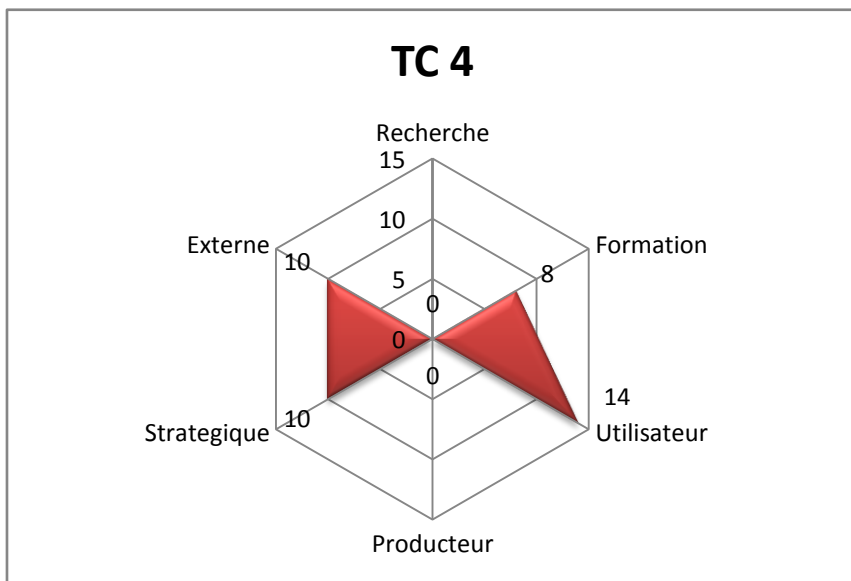 TC 4
Recherche
15
10
5
0
0
0
Formation
8
14
Utilisateur
Producteur
Strategique
10
Externe
10